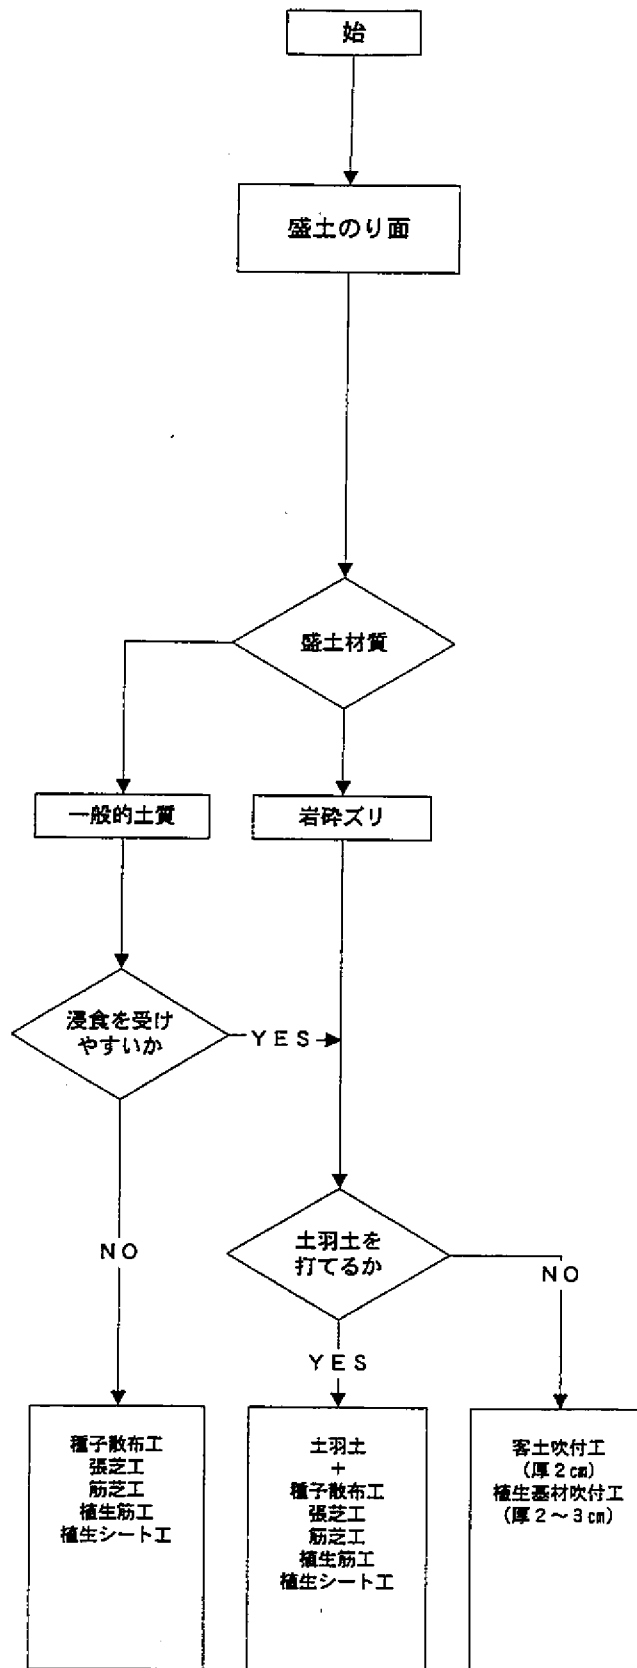 始
盛土のり面
盛土材質
一般的土質
岩砕ズリ
浸食を受け
やすいか
ＹＥＳ
ＮＯ
土羽土を
打てるか
ＮＯ
ＹＥＳ
種子散布工
張芝工
筋芝工
植生筋工
植生シート工
土羽土
＋
種子散布工
張芝工
筋芝工
植生筋工
植生シート工
客土吹付工
(厚２㎝)
植生基材吹付工
(厚２～３㎝)